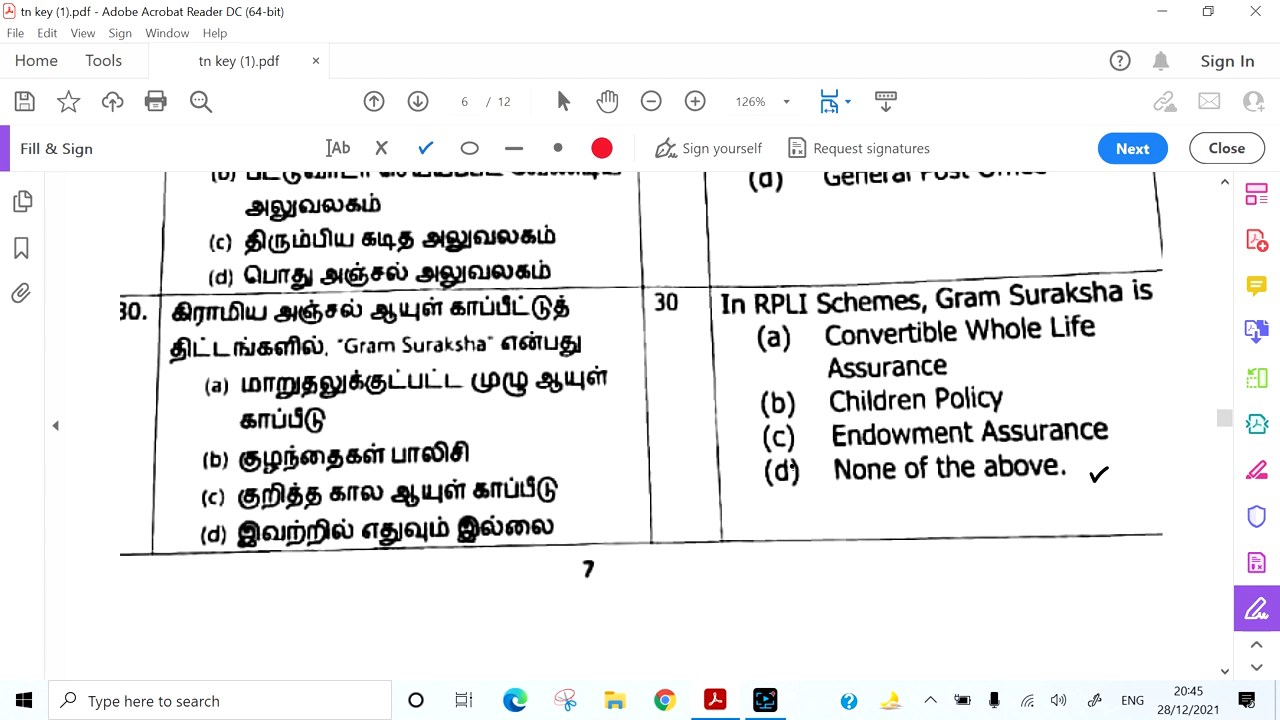 tn key (1).pdf - Adobe Acrobat Reader DC (64-bit)
File Edit View Sign Window Help
Home Tools tn key (1).pdf × Sign In
6 / 12 126%
Fill & Sign Sign yourself Request signatures Next Close
அலுவலகம்
(c) திரும்பிய கடித அலுவலகம்
(d) பொது அஞ்சல் அலுவலகம்
(d) General Post Office
30. கிராமிய அஞ்சல் ஆயுள் காப்பீட்டுத்
திட்டங்களில், "Gram Suraksha" என்பது
(a) மாறுதலுக்குட்பட்ட முழு ஆயுள்
காப்பீடு
(b) குழந்தைகள் பாலிசி
(c) குறித்த கால ஆயுள் காப்பீடு
(d) இவற்றில் எதுவும் இல்லை
30 In RPLI Schemes, Gram Suraksha is
(a) Convertible Whole Life
Assurance
(b) Children Policy
(c) Endowment Assurance
(d) None of the above.
7
Type here to search
ENG
20:45
28/12/2021